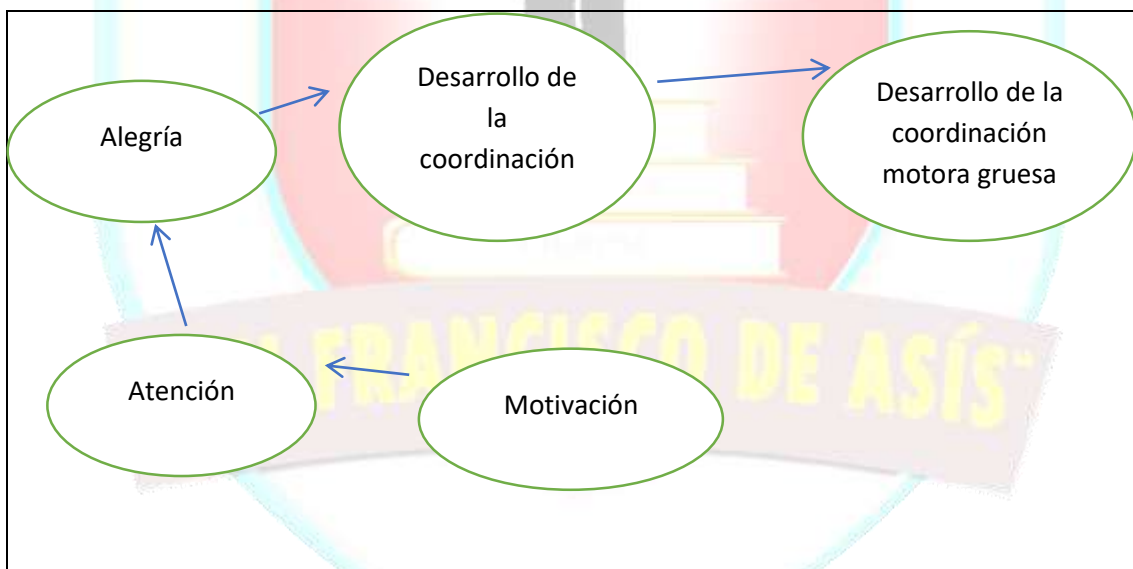 Alegría
Desarrollo de
la
coordinación
Desarrollo de la
coordinación
motora gruesa
Atención
Motivación
FRANCISCO DE ASÍS"